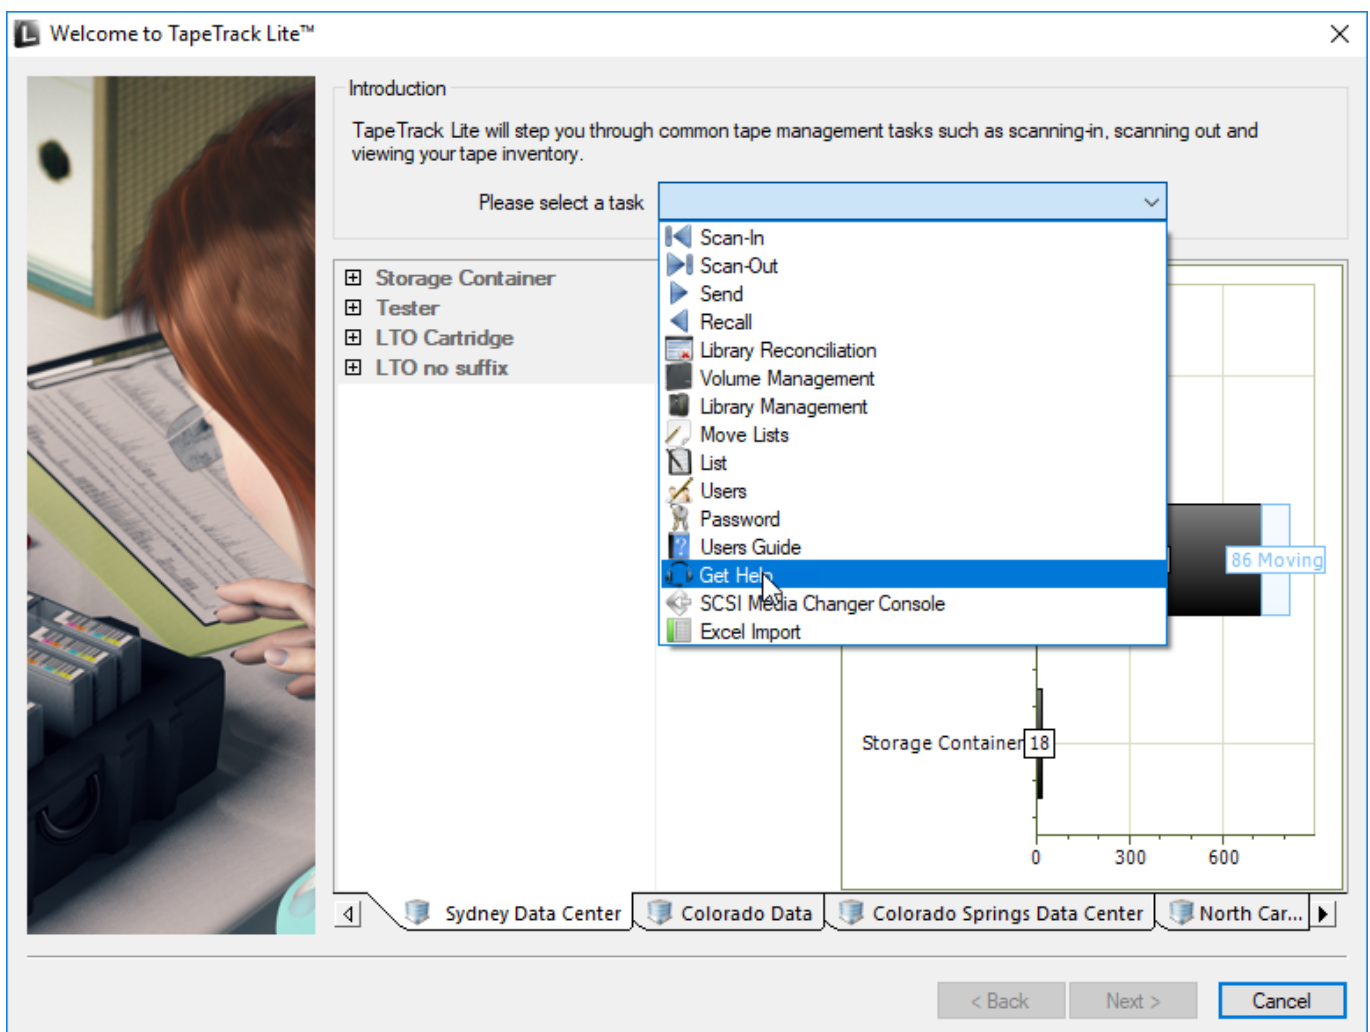 Welcome to TapeTrack Lite™
Introduction
TapeTrack Lite will step you through common tape management tasks such as scanning-in, scanning out and
viewing your tape inventory.
Please select a task
Scan-In
Scan-Out
Send
Recall
Library Reconciliation
Volume Management
Library Management
Move Lists
List
Users
Password
Users Guide
Get Help
SCSI Media Changer Console
Excel Import
Storage Container
Tester
LTO Cartridge
LTO no suffix
86 Moving
Storage Container 18
0 300 600
Sydney Data Center Colorado Data Colorado Springs Data Center North Car...
< Back Next > Cancel